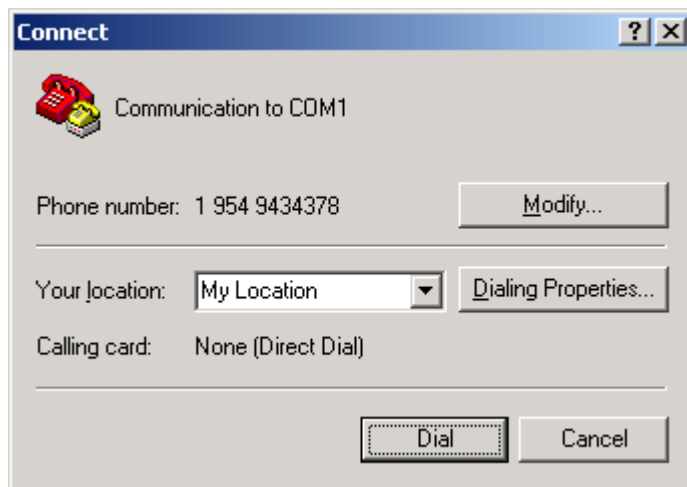 Connect
Communication to COM1
Phone number: 1 954 9434378 Modify...
Your location: My Location Dialing Properties...
Calling card: None (Direct Dial)
Dial Cancel